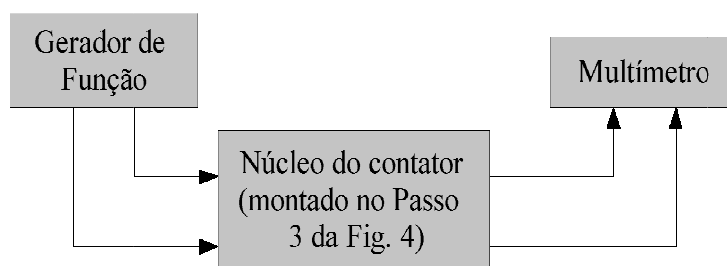 Gerador de
Função
Multímetro
Núcleo do contator
(montado no Passo
3 da Fig. 4)